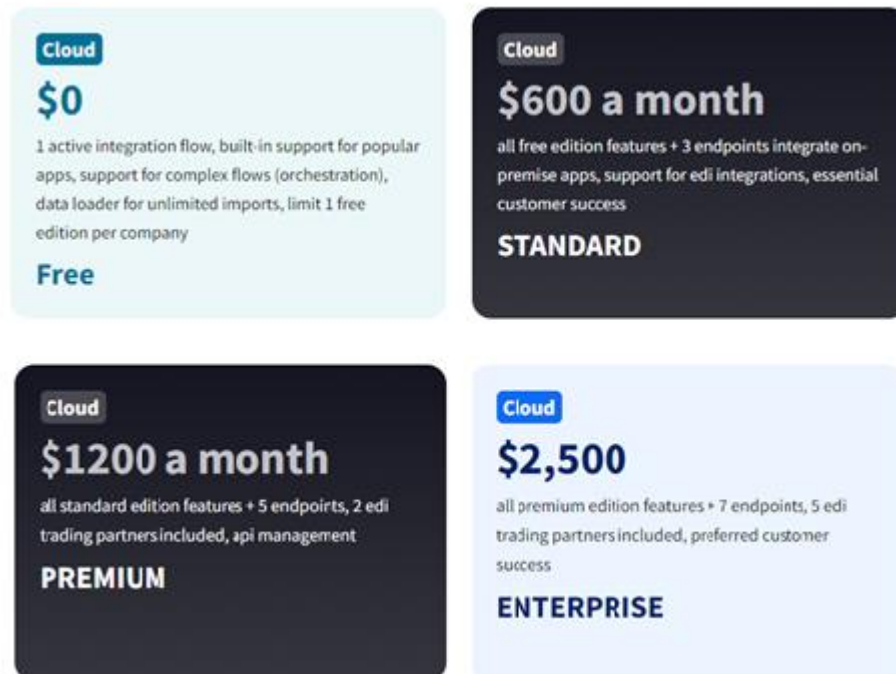 Cloud
$0
1 active integration flow, built-in support for popular
apps, support for complex flows (orchestration),
data loader for unlimited imports, limit 1 free
edition per company
Free
Cloud
$600 a month
all free edition features + 3 endpoints integrate on-
premise apps, support for edi integrations, essential
customer success
STANDARD
Cloud
$1200 a month
all standard edition features + 5 endpoints, 2 edi
trading partners included, api management
PREMIUM
Cloud
$2,500
all premium edition features + 7 endpoints, 5 edi
trading partners included, preferred customer
success
ENTERPRISE